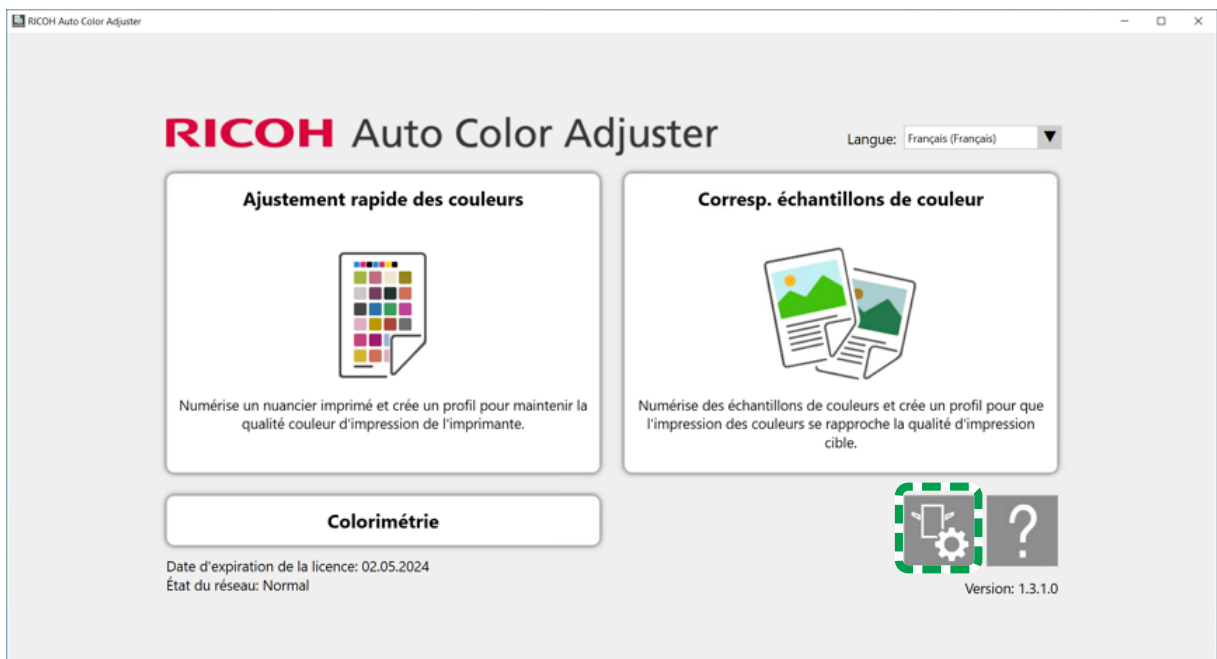 RICOH Auto Color Adjuster
RICOH Auto Color Adjuster
Langue: Français (Français)
Ajustement rapide des couleurs
Numérise un nuancier imprimé et crée un profil pour maintenir la
qualité couleur d'impression de l'imprimante.
Corresp. échantillons de couleur
Numérise des échantillons de couleurs et crée un profil pour que
l'impression des couleurs se rapproche la qualité d'impression
cible.
Colorimétrie
?
Date d'expiration de la licence: 02.05.2024
État du réseau: Normal
Version: 1.3.1.0